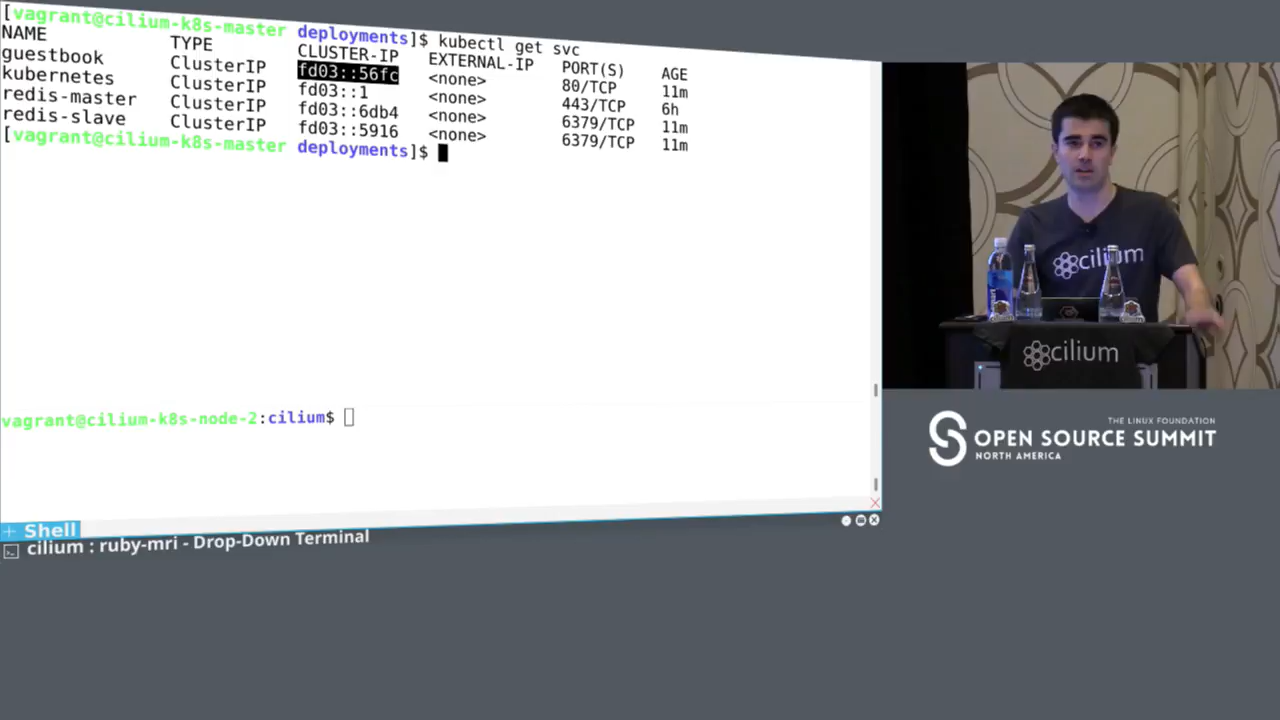 [vagrant@cilium-k8s-master deployments]$ kubectl get svc
NAME TYPE CLUSTER-IP EXTERNAL-IP PORT(S) AGE
guestbook ClusterIP fd03::56fc <none> 80/TCP 11m
kubernetes ClusterIP fd03::1 <none> 443/TCP 6h
redis-master ClusterIP fd03::6db4 <none> 6379/TCP 11m
redis-slave ClusterIP fd03::5916 <none> 6379/TCP 11m
[vagrant@cilium-k8s-master deployments]$
vagrant@cilium-k8s-node-2:cilium$
+ Shell
cilium : ruby-mri - Drop-Down Terminal
cilium
cilium
THE LINUX FOUNDATION
OPEN SOURCE SUMMIT
NORTH AMERICA